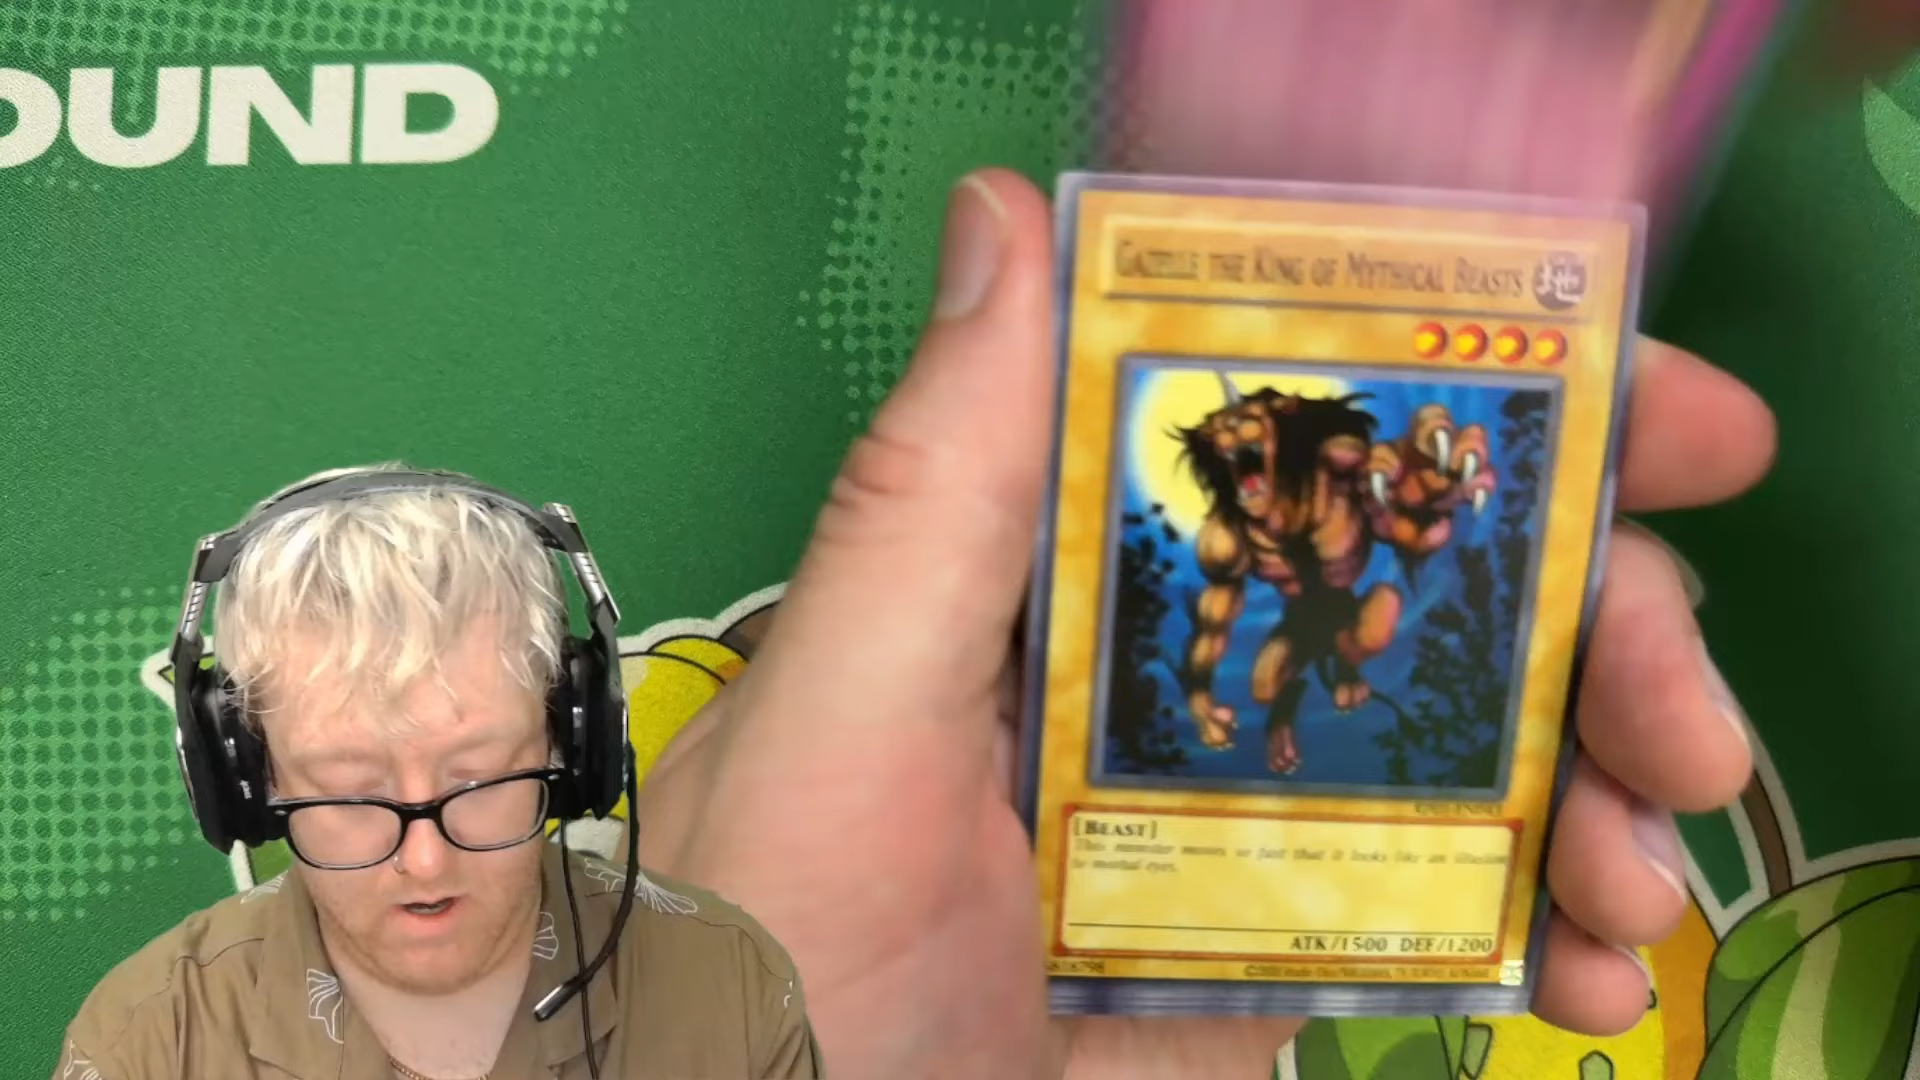 OUND
GAZELLE THE KING OF MYTHICAL BEASTS
[BEAST]
This monster moves so fast that it looks like an illusion
to mortal eyes.
ATK/1500 DEF/1200